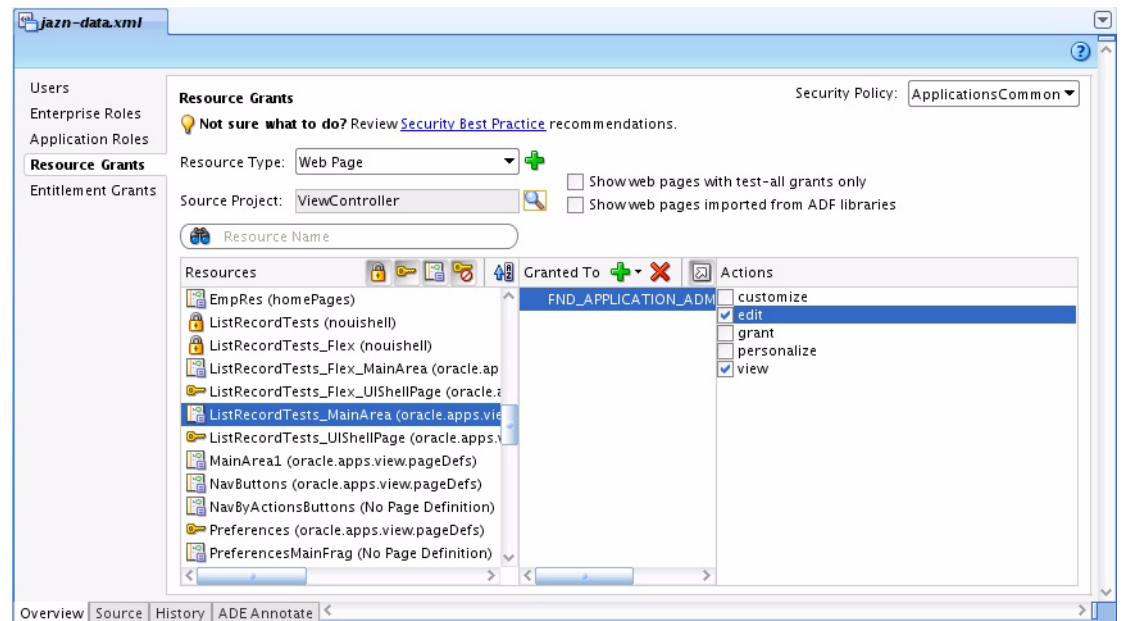 jazn-data.xml
Users
Enterprise Roles
Application Roles
Resource Grants
Entitlement Grants
Resource Grants
Security Policy: ApplicationsCommon
Not sure what to do? Review Security Best Practice recommendations.
Resource Type: Web Page
Show web pages with test-all grants only
Source Project: ViewController
Show web pages imported from ADF libraries
Resource Name
Resources
Granted To
Actions
EmpRes (homePages)
ListRecordTests (nouishell)
ListRecordTests_Flex (nouishell)
ListRecordTests_Flex_MainArea (oracle.ap
ListRecordTests_Flex_UIShellPage (oracle.a
ListRecordTests_MainArea (oracle.apps.vie
ListRecordTests_UIShellPage (oracle.apps.v
MainArea1 (oracle.apps.view.pageDefs)
NavButtons (oracle.apps.view.pageDefs)
NavByActionsButtons (No Page Definition)
Preferences (oracle.apps.view.pageDefs)
PreferencesMainFrag (No Page Definition)
FND_APPLICATION_ADM
customize
edit
grant
personalize
view
Overview Source History ADE Annotate